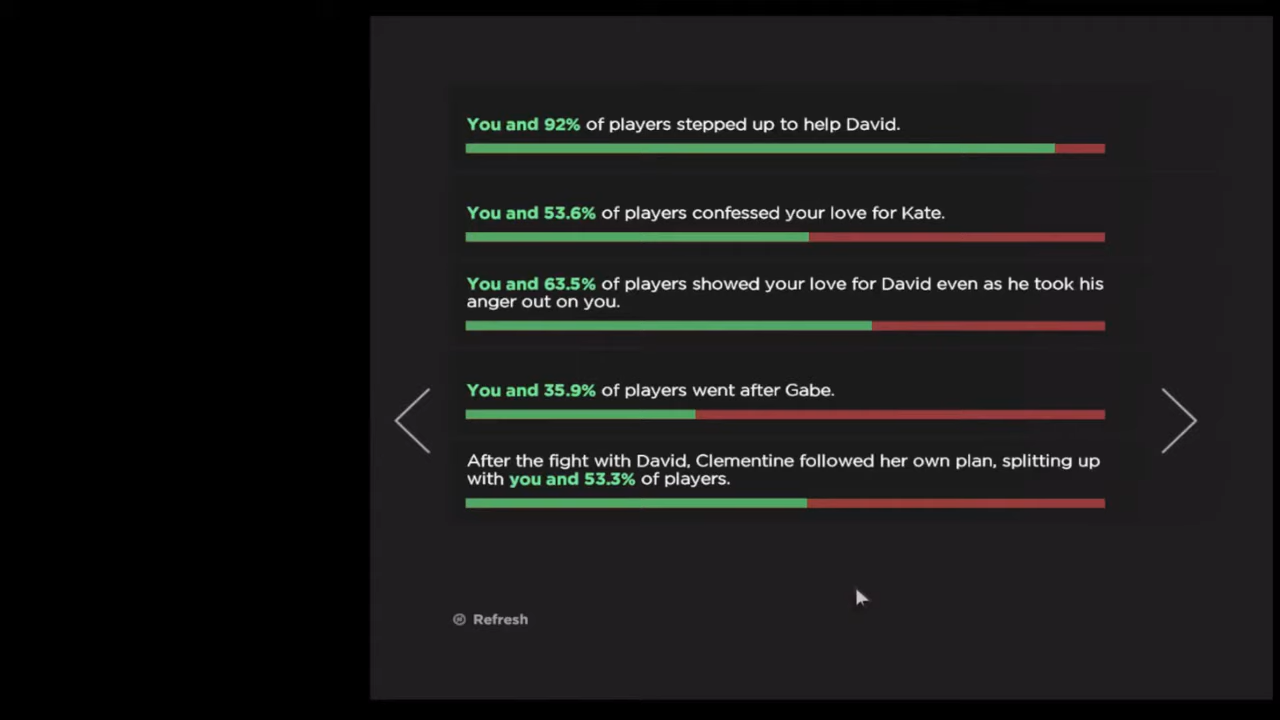 You and 92% of players stepped up to help David.
You and 53.6% of players confessed your love for Kate.
You and 63.5% of players showed your love for David even as he took his
anger out on you.
You and 35.9% of players went after Gabe.
After the fight with David, Clementine followed her own plan, splitting up
with you and 53.3% of players.
Refresh